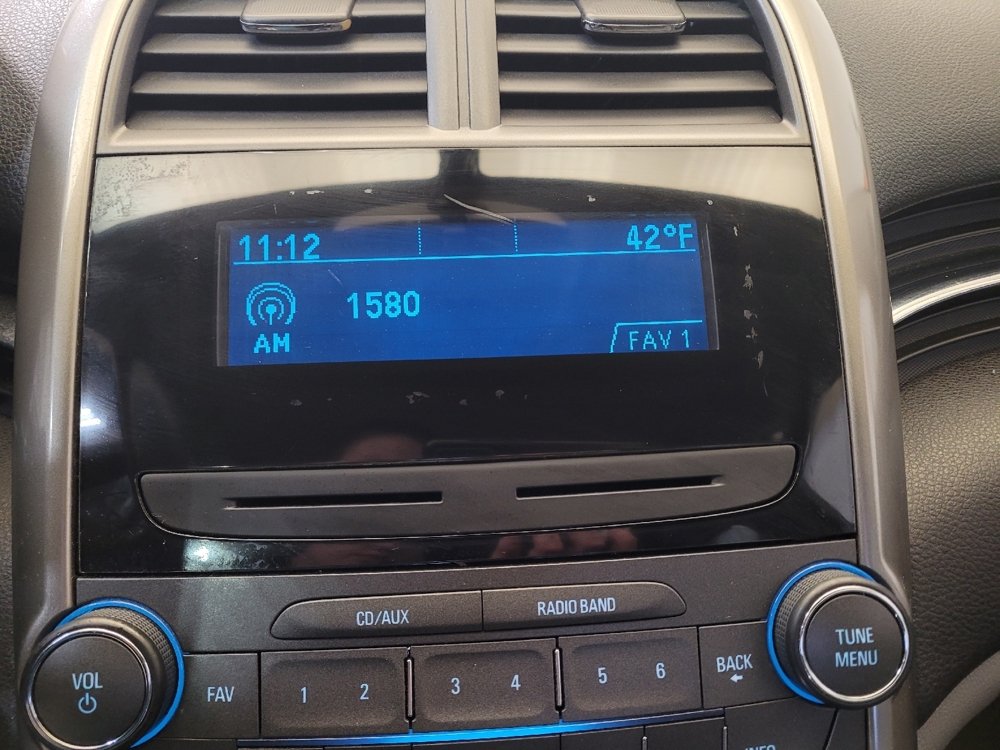 11:12 42°F
1580
AM FAV 1
CD/AUX RADIO BAND
VOL FAV 1 2 3 4 5 6 BACK TUNE
MENU
INFO